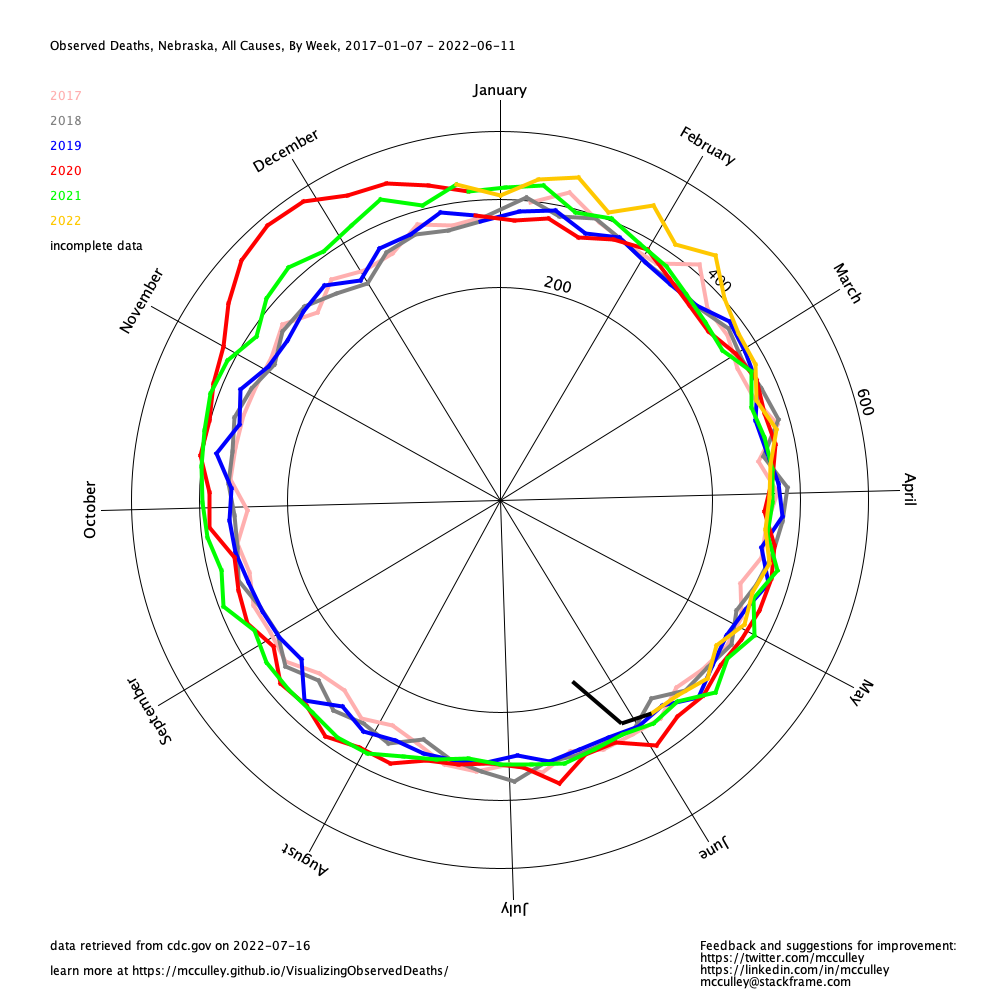 Observed Deaths, Nebraska, All Causes, By Week, 2017-01-07 - 2022-06-11
January
2017
2018
2019
2020
2021
2022
incomplete data
December
February
November
March
200
400
600
October
April
September
May
August
June
July
data retrieved from cdc.gov on 2022-07-16
learn more at https://mcculley.github.io/VisualizingObservedDeaths/
Feedback and suggestions for improvement:
https://twitter.com/mcculley
https://linkedin.com/in/mcculley
mcculley@stackframe.com